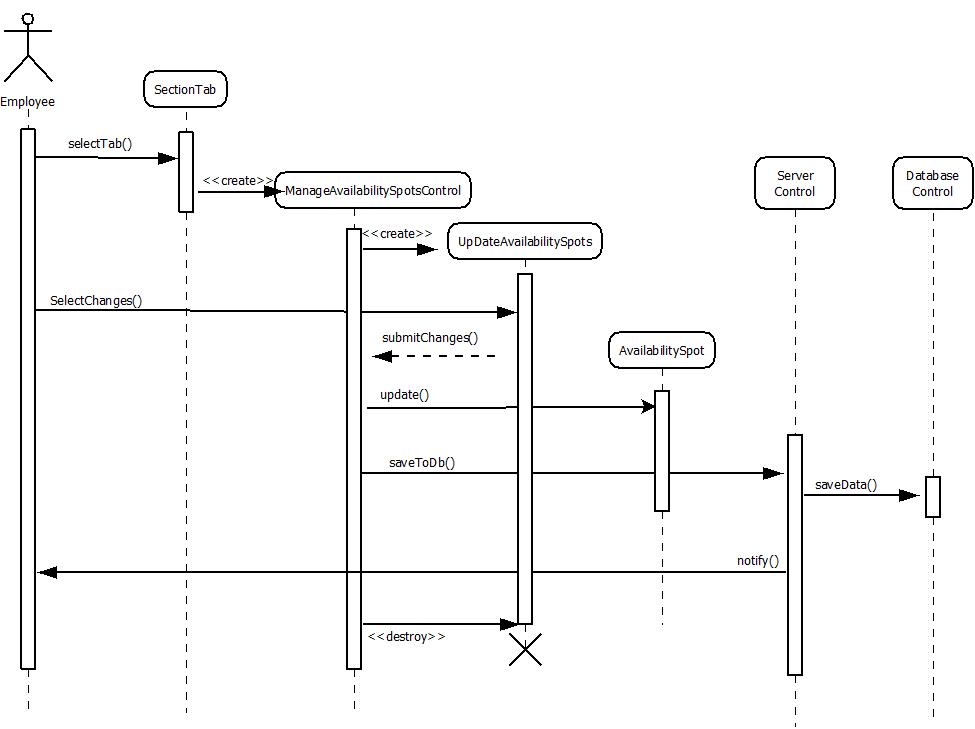 Employee
SectionTab
selectTab()
<<create>>
ManageAvailabilitySpotsControl
Server
Control
Database
Control
<<create>>
UpDateAvailabilitySpots
SelectChanges()
submitChanges()
AvailabilitySpot
update()
saveToDb()
saveData()
notify()
<<destroy>>